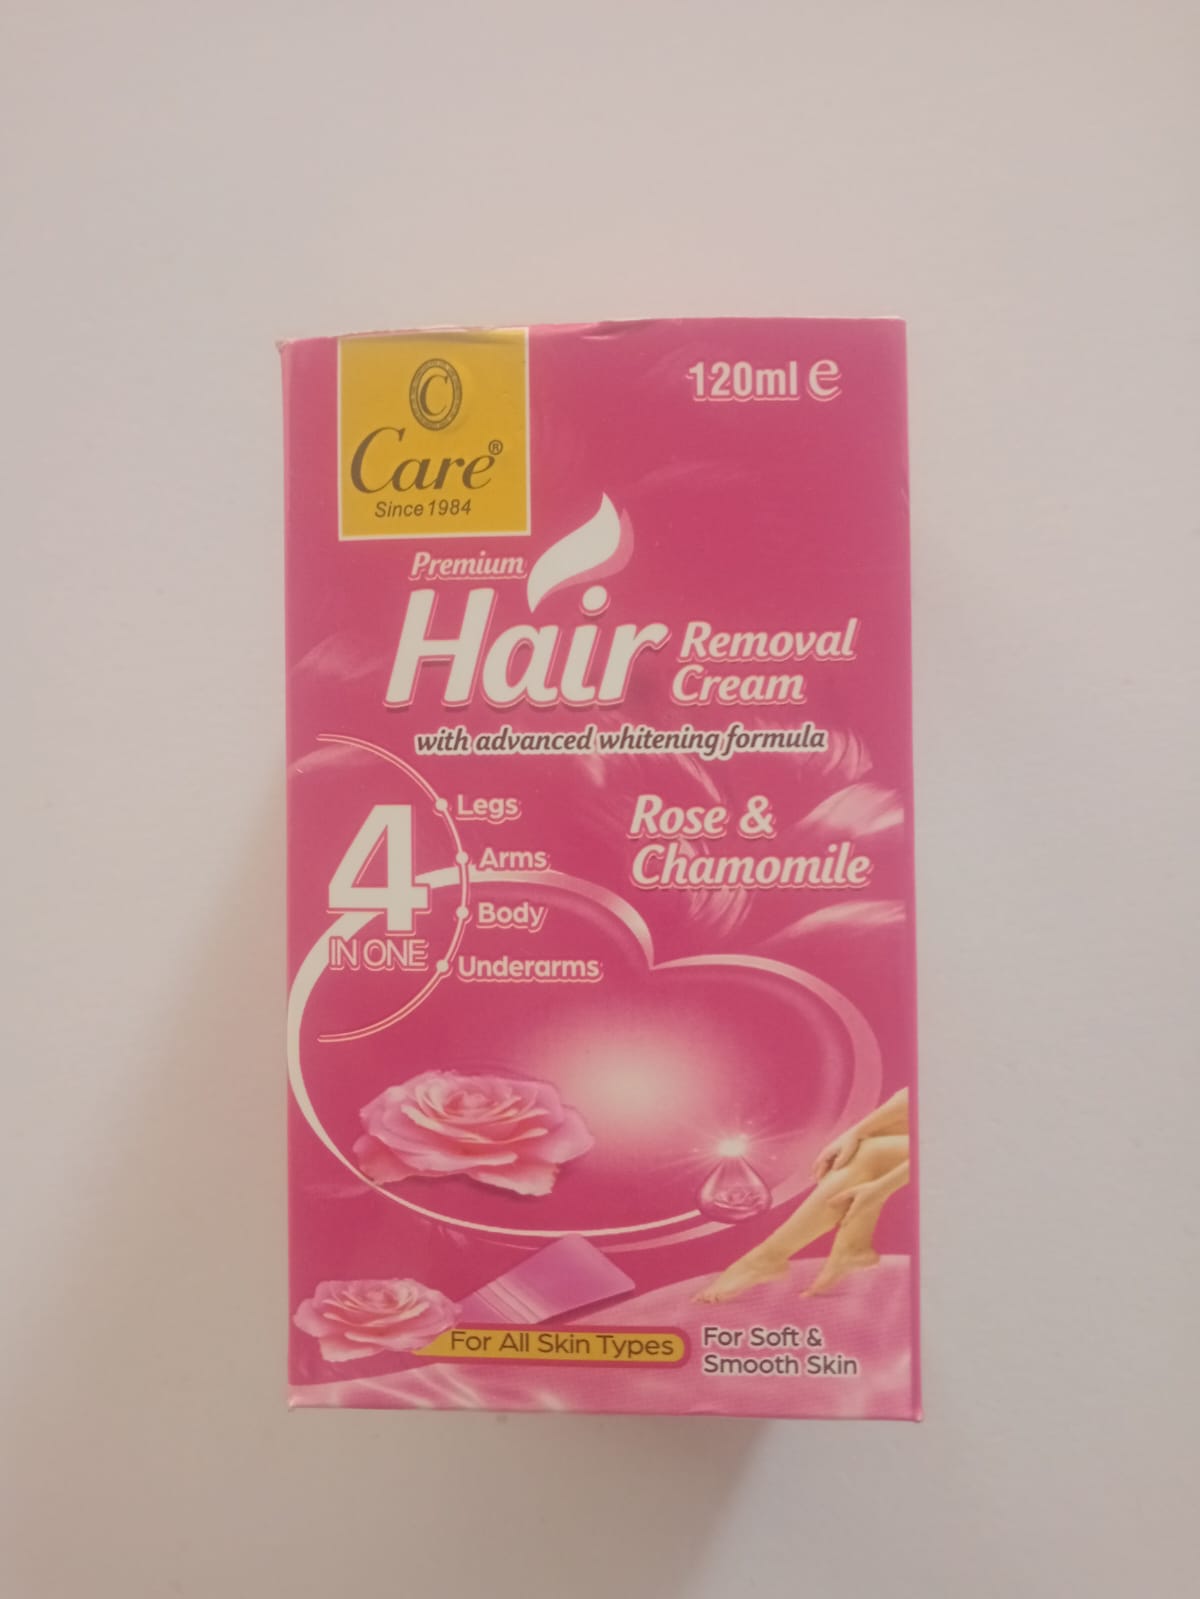 120ml e
C
Care®
Since 1984
Premium
Hair Removal
Cream
with advanced whitening formula
4
IN ONE
Legs
Arms
Body
Underarms
Rose &
Chamomile
For All Skin Types
For Soft &
Smooth Skin